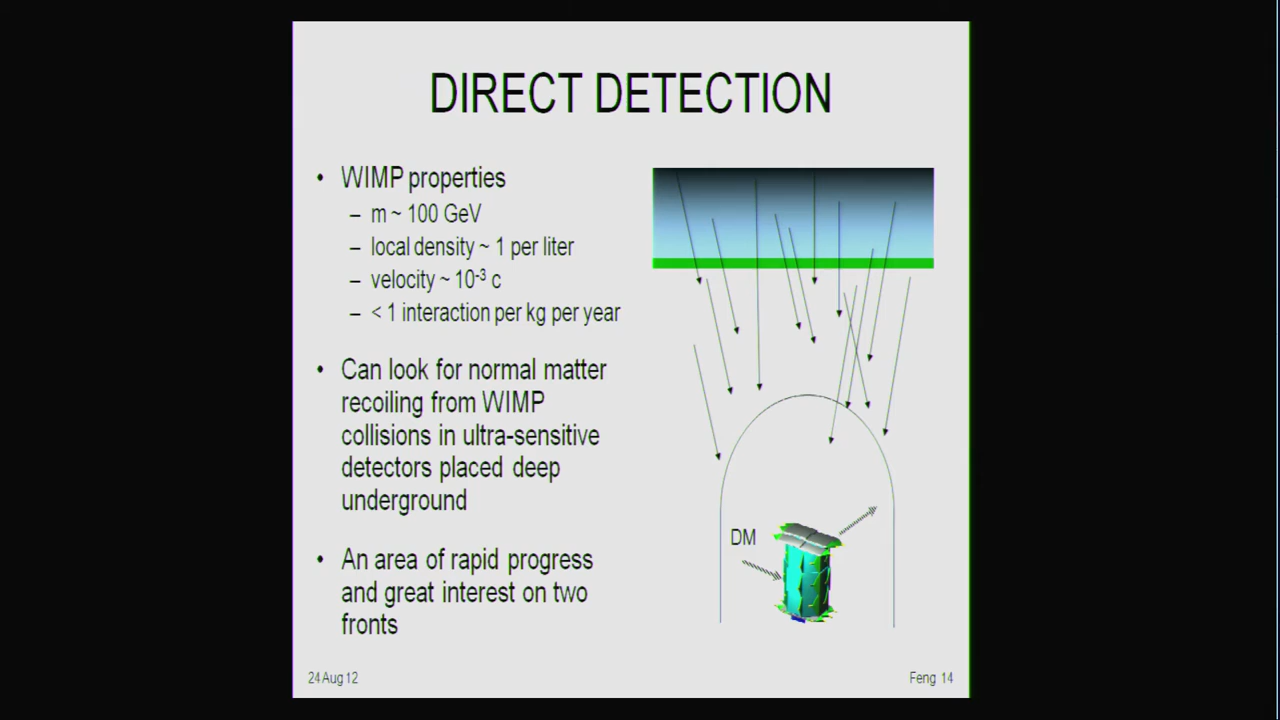 DIRECT DETECTION
• WIMP properties
– m ~ 100 GeV
– local density ~ 1 per liter
– velocity ~ 10⁻³ c
– < 1 interaction per kg per year
• Can look for normal matter
recoiling from WIMP
collisions in ultra-sensitive
detectors placed deep
underground
• An area of rapid progress
and great interest on two
fronts
DM
24 Aug 12
Feng 14